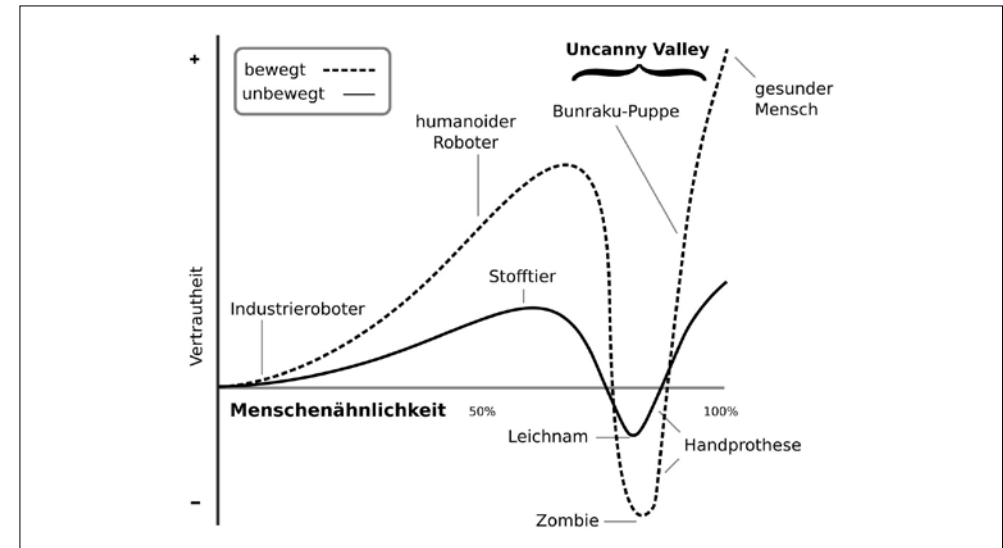 +
Uncanny Valley
bewegt
unbewegt
gesunder
Mensch
Bunraku-Puppe
humanoider
Roboter
Stofftier
Industrieroboter
Vertrautheit
Menschenähnlichkeit 50% 100%
Leichnam
Handprothese
–
Zombie